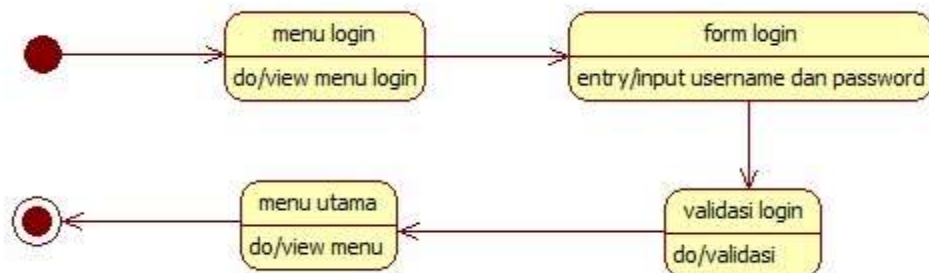 menu login
do/view menu login
form login
entry/input username dan password
validasi login
do/validasi
menu utama
do/view menu